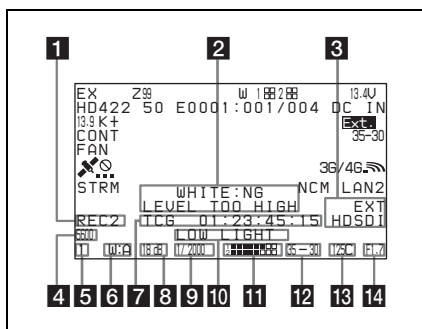 1 2 3
EX Z99 W 1 2 13.4V
HD422 50 E0001:001/004 DC IN
13.9 K+ Ext.
CONT 35-30
FAN
3G/4G
STRM WHITE:NG NCM LAN2
LEVEL TOO HIGH EXT
REC2 TCG 01:23:45:15 HDSDI
5600 LOW LIGHT
1 W:A 18dB 1/2000 35-30 125C F1.7
4 5 6 7 8 9 10 11 12 13 14